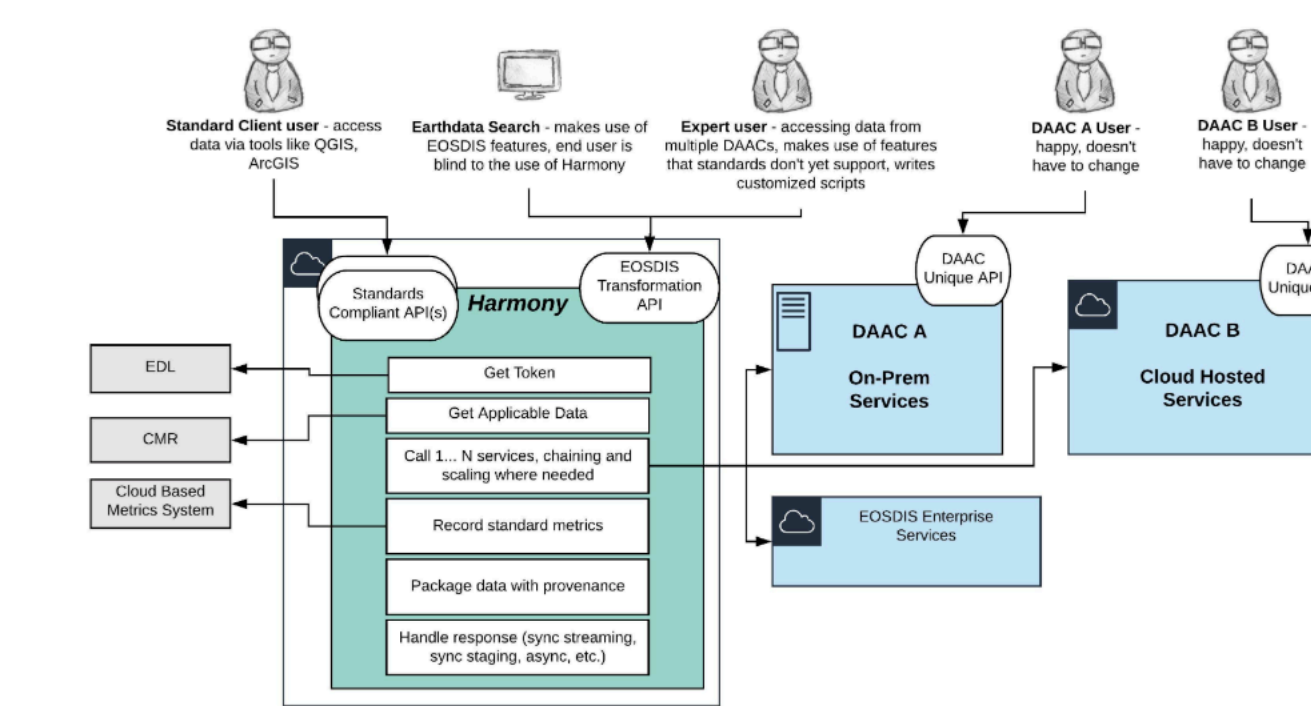 Standard Client user - access
data via tools like QGIS,
ArcGIS
Earthdata Search - makes use of
EOSDIS features, end user is
blind to the use of Harmony
Expert user - accessing data from
multiple DAACs, makes use of features
that standards don't yet support, writes
customized scripts
DAAC A User -
happy, doesn't
have to change
DAAC B User -
happy, doesn't
have to change
Standards
Compliant API(s)
Harmony
EOSDIS
Transformation
API
DAAC
Unique API
EDL
CMR
Cloud Based
Metrics System
Get Token
Get Applicable Data
Call 1... N services, chaining and
scaling where needed
Record standard metrics
Package data with provenance
Handle response (sync streaming,
sync staging, async, etc.)
DAAC A
On-Prem
Services
EOSDIS Enterprise
Services
DAAC B
Cloud Hosted
Services